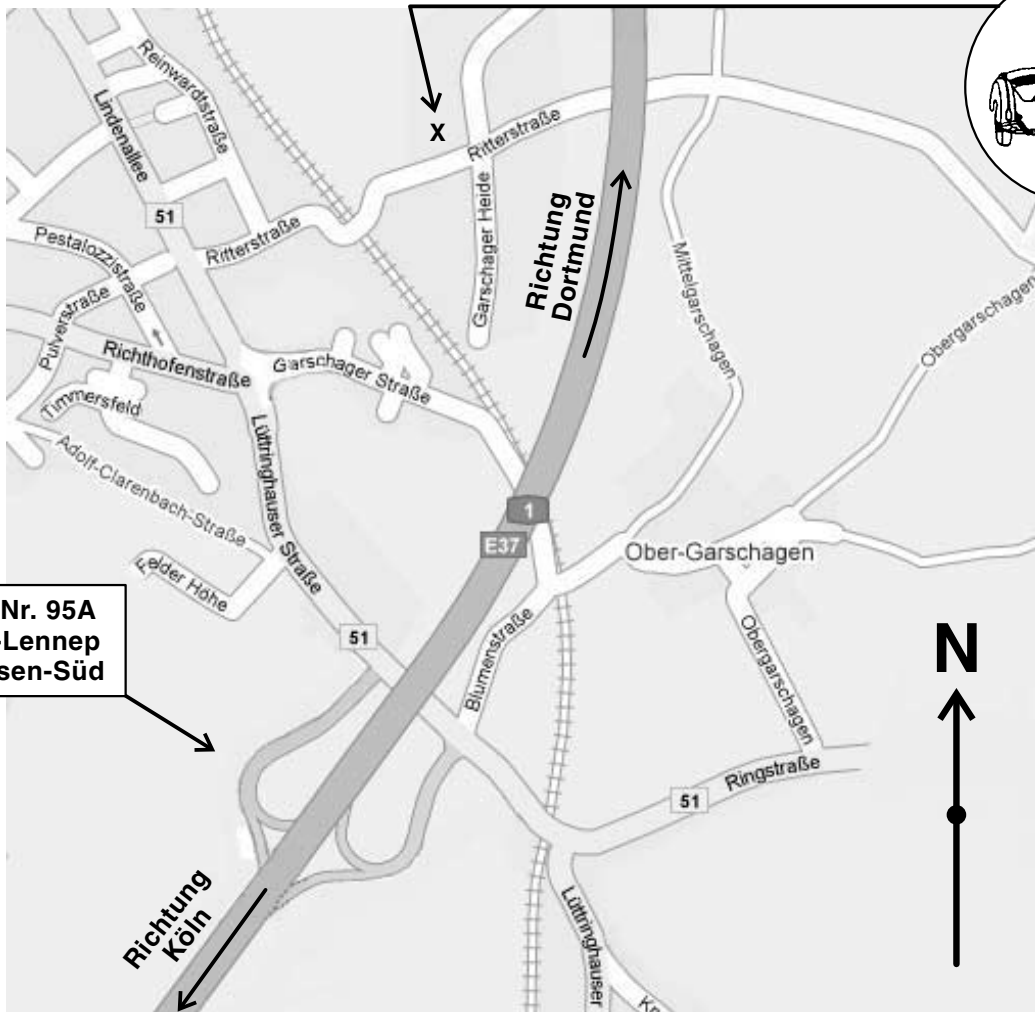 Reinwardtstraße
Lindenallee
X
Ritterstraße
51
Garschager Heide
Richtung
Dortmund
Pestalozzistraße
Ritterstraße
Mittelgarschagen
Obergarschagen
Pulverstraße
Richthofenstraße
Garschager Straße
Timmersfeld
Lüttringhauser Straße
Adolf-Clarenbach-Straße
1
E37
Ober-Garschagen
Felder Höhe
Nr. 95A
-Lennep
sen-Süd
51
Blumenstraße
Obergarschagen
N
Ringstraße
51
Richtung
Köln
Lüttringhauser